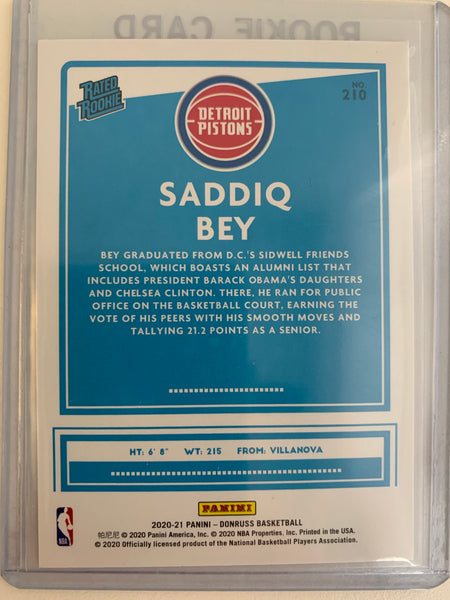 ROOKIE CARD
RATED
ROOKIE
DETROIT
PISTONS
NO.
210
SADDIQ
BEY
BEY GRADUATED FROM D.C.'S SIDWELL FRIENDS
SCHOOL, WHICH BOASTS AN ALUMNI LIST THAT
INCLUDES PRESIDENT BARACK OBAMA'S DAUGHTERS
AND CHELSEA CLINTON. THERE, HE RAN FOR PUBLIC
OFFICE ON THE BASKETBALL COURT, EARNING THE
VOTE OF HIS PEERS WITH HIS SMOOTH MOVES AND
TALLYING 21.2 POINTS AS A SENIOR.
HT: 6' 8" WT: 215 FROM: VILLANOVA
PANINI
2020-21 PANINI – DONRUSS BASKETBALL
帕尼尼 © 2020 Panini America, Inc. © 2020 NBA Properties, Inc. Printed in the USA.
© 2020 Officially licensed product of the National Basketball Players Association.
NBA